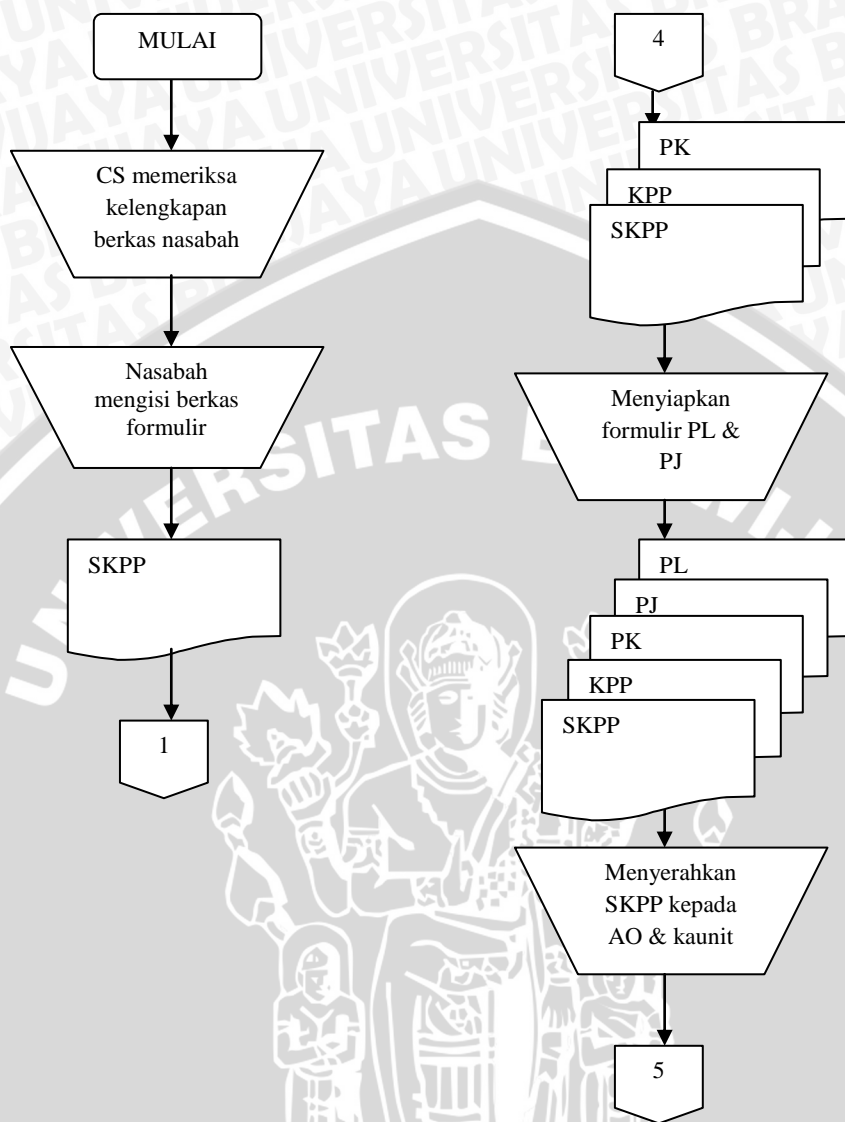 MULAI
CS memeriksa
kelengkapan
berkas nasabah
Nasabah
mengisi berkas
formulir
SKPP
1
4
PK
KPP
SKPP
Menyiapkan
formulir PL &
PJ
PL
PJ
PK
KPP
SKPP
Menyerahkan
SKPP kepada
AO & kaunit
5